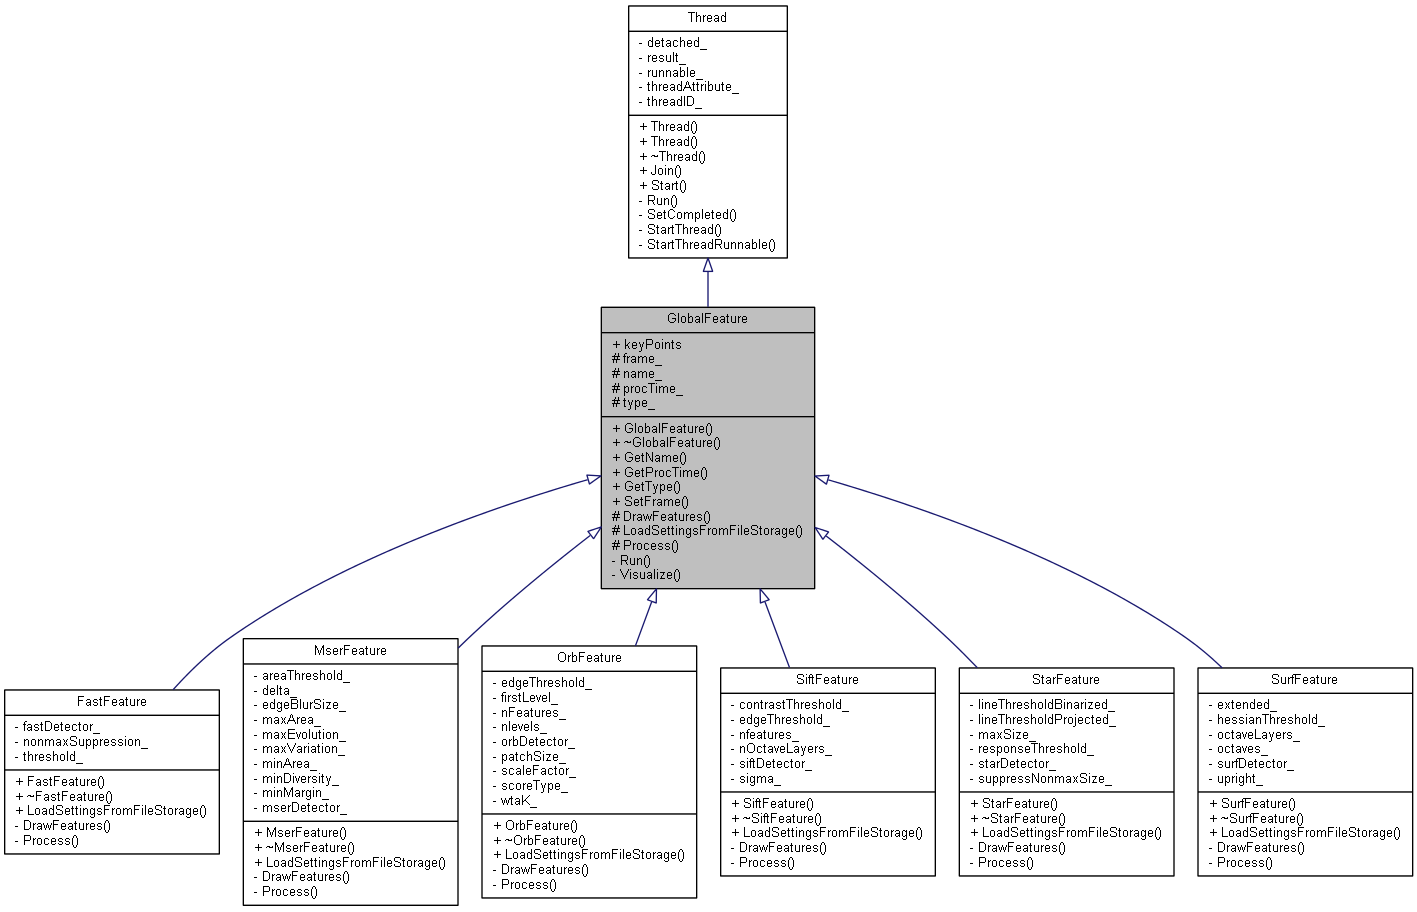 Thread
- detached_
- result_
- runnable_
- threadAttribute_
- threadID_
+ Thread()
+ Thread()
+ ~Thread()
+ Join()
+ Start()
- Run()
- SetCompleted()
- StartThread()
- StartThreadRunnable()
GlobalFeature
+ keyPoints
# frame_
# name_
# procTime_
# type_
+ GlobalFeature()
+ ~GlobalFeature()
+ GetName()
+ GetProcTime()
+ GetType()
+ SetFrame()
# DrawFeatures()
# LoadSettingsFromFileStorage()
# Process()
- Run()
- Visualize()
FastFeature
- fastDetector_
- nonmaxSuppression_
- threshold_
+ FastFeature()
+ ~FastFeature()
+ LoadSettingsFromFileStorage()
- DrawFeatures()
- Process()
MserFeature
- areaThreshold_
- delta_
- edgeBlurSize_
- maxArea_
- maxEvolution_
- maxVariation_
- minArea_
- minDiversity_
- minMargin_
- mserDetector_
+ MserFeature()
+ ~MserFeature()
+ LoadSettingsFromFileStorage()
- DrawFeatures()
- Process()
OrbFeature
- edgeThreshold_
- firstLevel_
- nFeatures_
- nlevels_
- orbDetector_
- patchSize_
- scaleFactor_
- scoreType_
- wtaK_
+ OrbFeature()
+ ~OrbFeature()
+ LoadSettingsFromFileStorage()
- DrawFeatures()
- Process()
SiftFeature
- contrastThreshold_
- edgeThreshold_
- nfeatures_
- nOctaveLayers_
- siftDetector_
- sigma_
+ SiftFeature()
+ ~SiftFeature()
+ LoadSettingsFromFileStorage()
- DrawFeatures()
- Process()
StarFeature
- lineThresholdBinarized_
- lineThresholdProjected_
- maxSize_
- responseThreshold_
- starDetector_
- suppressNonmaxSize_
+ StarFeature()
+ ~StarFeature()
+ LoadSettingsFromFileStorage()
- DrawFeatures()
- Process()
SurfFeature
- extended_
- hessianThreshold_
- octaveLayers_
- octaves_
- surfDetector_
- upright_
+ SurfFeature()
+ ~SurfFeature()
+ LoadSettingsFromFileStorage()
- DrawFeatures()
- Process()